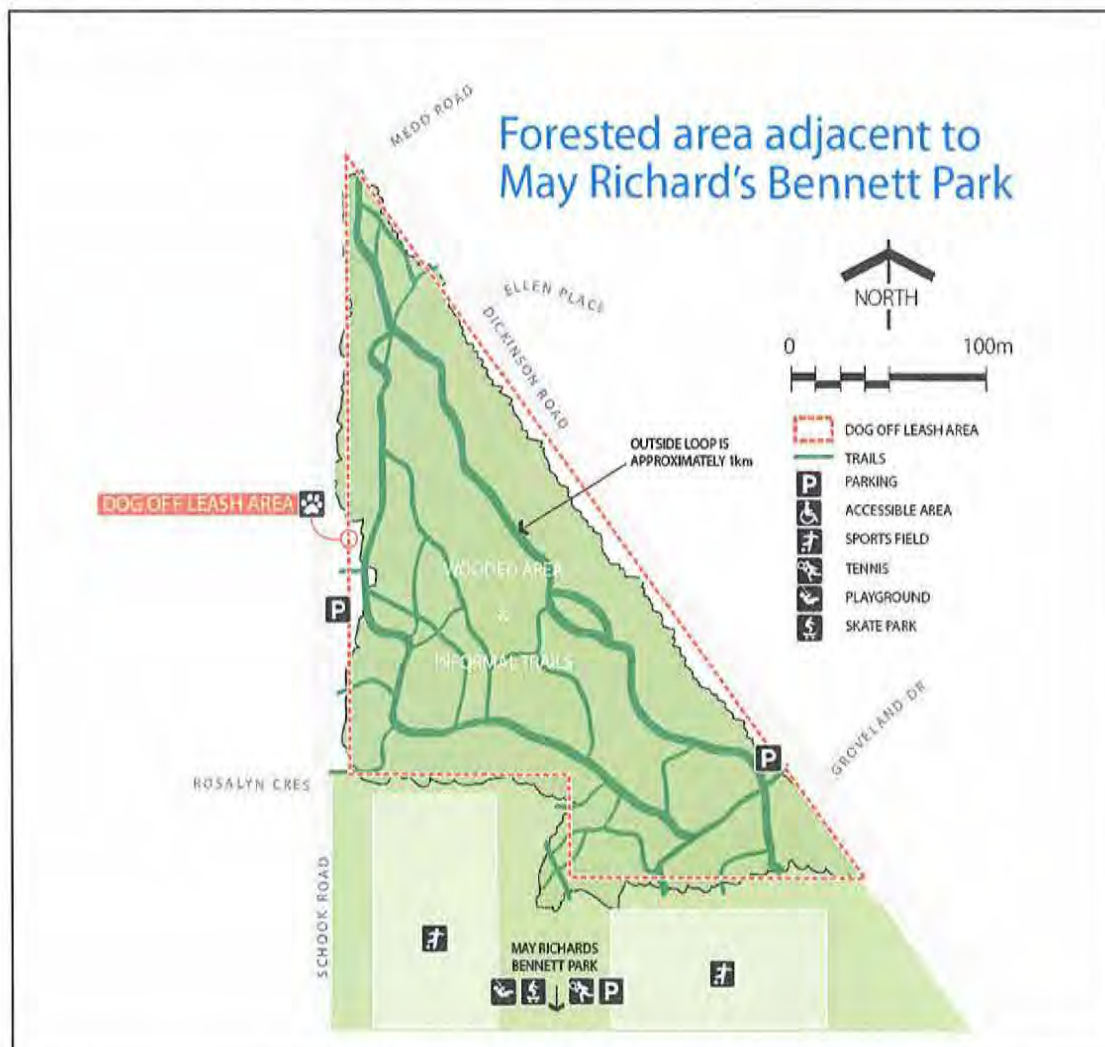 MEDD ROAD
Forested area adjacent to
May Richard's Bennett Park
ELLEN PLACE
DICKINSON ROAD
NORTH
0 100m
OUTSIDE LOOP IS
APPROXIMATELY 1km
DOG OFF LEASH AREA
TRAILS
P PARKING
ACCESSIBLE AREA
SPORTS FIELD
TENNIS
PLAYGROUND
SKATE PARK
DOG OFF LEASH AREA
WOODED AREA
&
INFORMAL TRAILS
P
P
GROVELAND DR
ROSALYN CRES
SCHOOK ROAD
MAY RICHARDS
BENNETT PARK
P